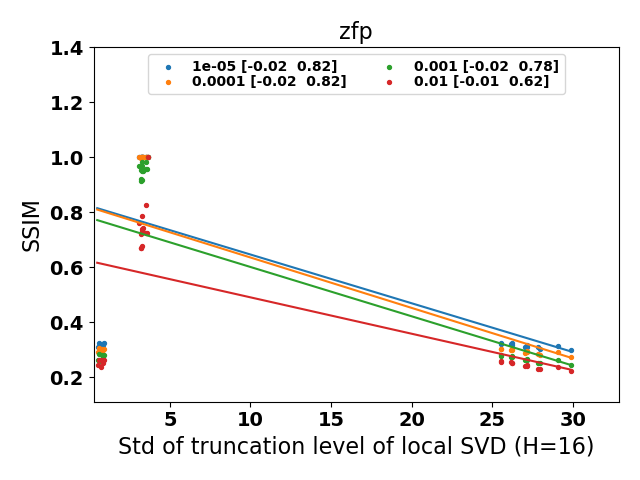 zfp
1e-05 [-0.02  0.82]
0.0001 [-0.02  0.82]
0.001 [-0.02  0.78]
0.01 [-0.01  0.62]
SSIM
1.4
1.2
1.0
0.8
0.6
0.4
0.2
5 10 15 20 25 30
Std of truncation level of local SVD (H=16)